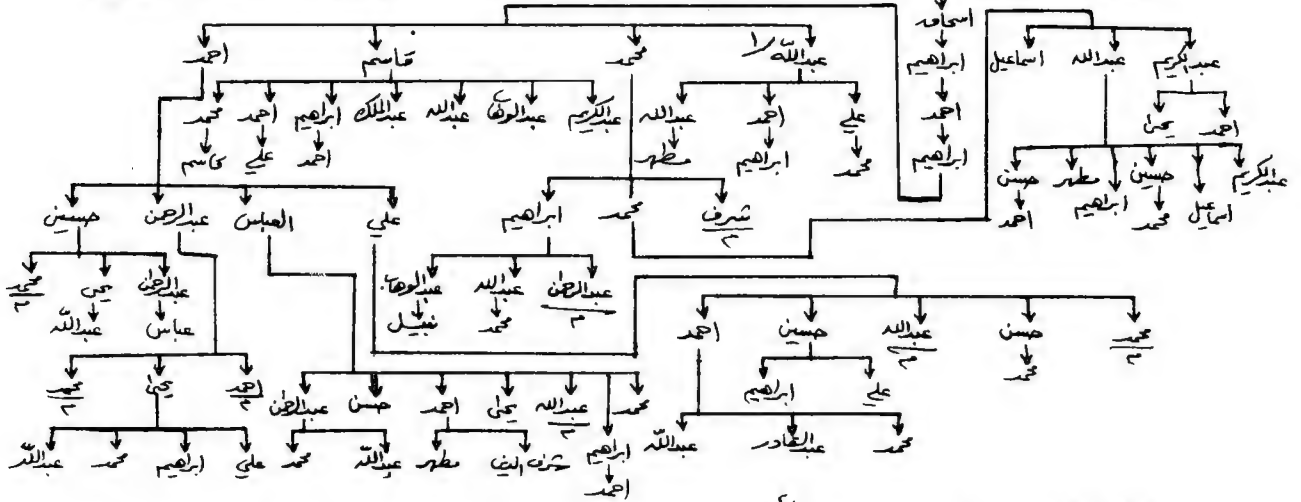 اسحاق
احمد قاسم محمد عبدالله را ابراهيم اسماعيل عبدالله عبدالكريم
محمد احمد ابراهيم عبدالملك عبدالله عبدالوهاب عبدالكريم عبدالله احمد علي احمد يحيى احمد
قاسم علي احمد مطهر ابراهيم محمد ابراهيم
حسن مطهر ابراهيم حسين اسماعيل عبدالكريم
احمد محمد
حسين عبدالرحمن العباس علي ابراهيم محمد شرف
م
محمد يحيى عبدالرحمن عبدالوهاب عبدالله عبدالرحمن
م عبدالله عباس نبيل محمد م
احمد حسين عبدالله حسن محمد
م محمد م
محمد يحيى احمد ابراهيم علي
م م
عبدالرحمن حسن احمد يحيى عبدالله محمد
م
عبدالله محمد ابراهيم علي محمد عبدالله مطهر شرف الدين ابراهيم عبدالله عبدالقادر محمد
احمد